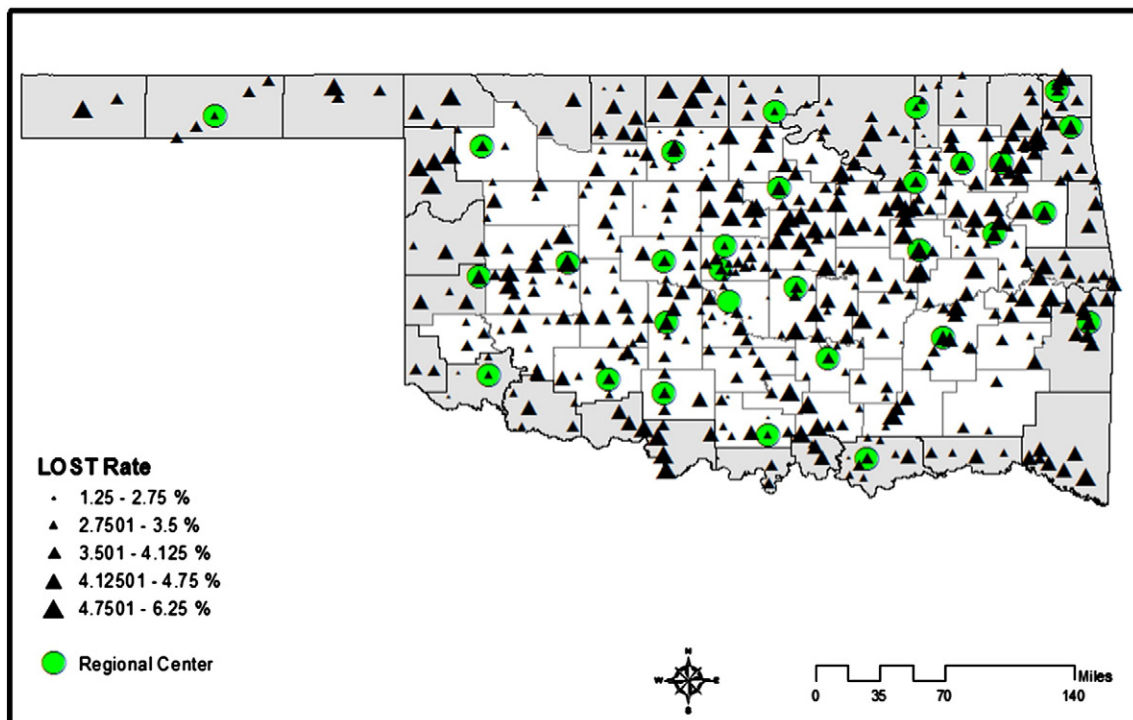 LOST Rate
1.25 - 2.75 %
2.7501 - 3.5 %
3.501 - 4.125 %
4.12501 - 4.75 %
4.7501 - 6.25 %
Regional Center
N
W E
S
Miles
0 35 70 140